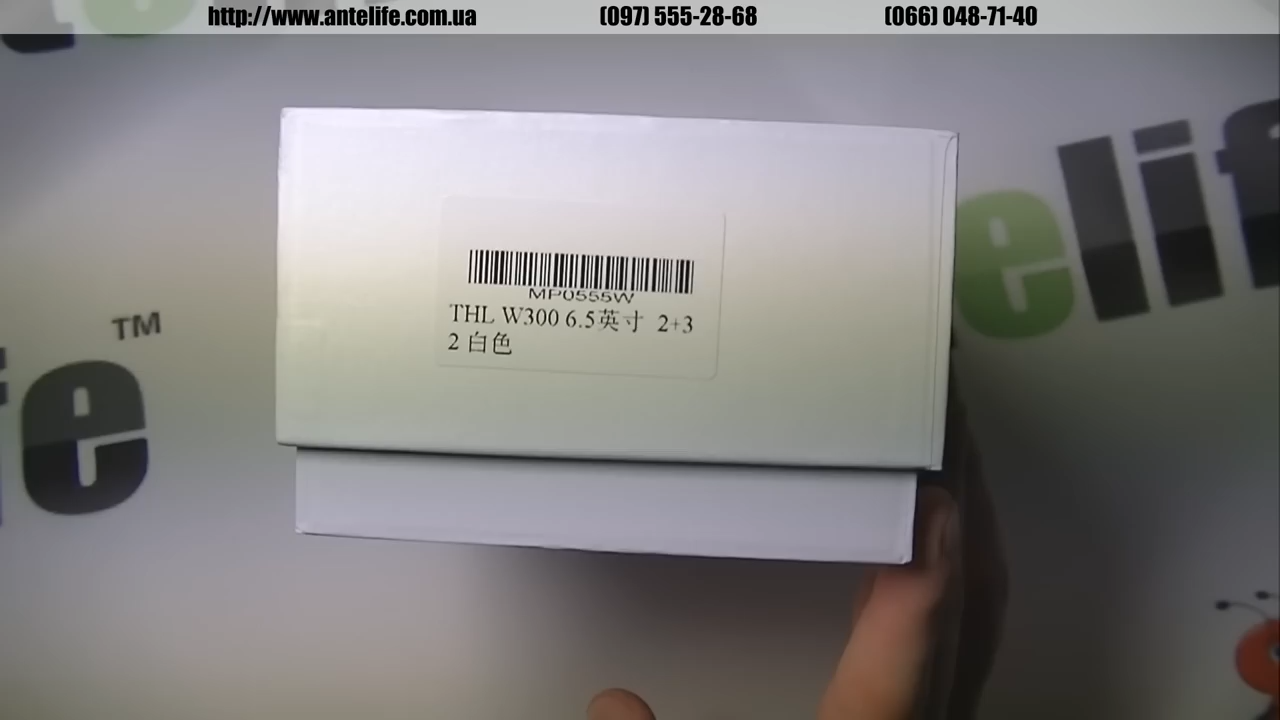 http://www.antelife.com.ua (097) 555-28-68 (066) 048-71-40
elif
TM
fe
MP0555W
THL W300 6.5英寸 2+3
2 白色